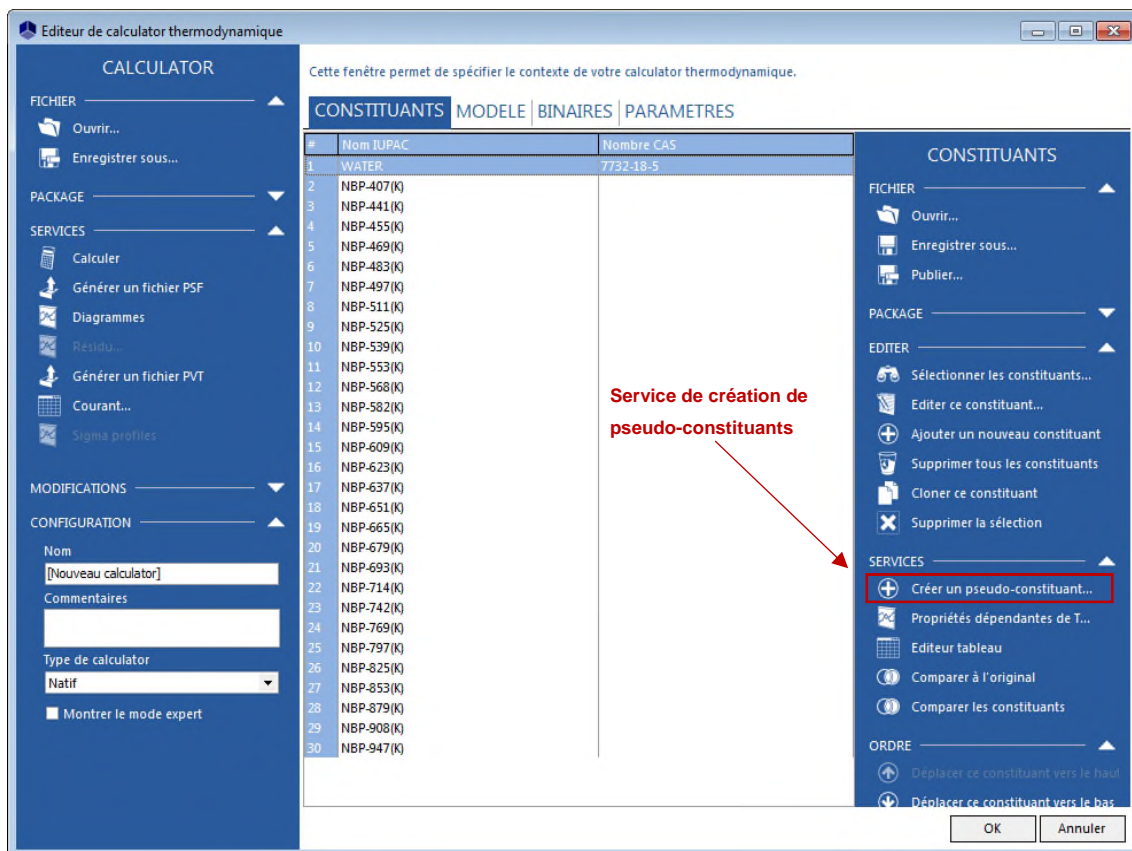 Editeur de calculator thermodynamique
CALCULATOR
FICHIER
Ouvrir...
Enregistrer sous...
PACKAGE
SERVICES
Calculer
Générer un fichier PSF
Diagrammes
Résidu...
Générer un fichier PVT
Courant...
Sigma profiles
MODIFICATIONS
CONFIGURATION
Nom
[Nouveau calculator]
Commentaires
Type de calculator
Natif
Montrer le mode expert
Cette fenêtre permet de spécifier le contexte de votre calculator thermodynamique.
CONSTITUANTS MODELE BINAIRES PARAMETRES
# Nom IUPAC Nombre CAS
1 WATER 7732-18-5
2 NBP-407(K)
3 NBP-441(K)
4 NBP-455(K)
5 NBP-469(K)
6 NBP-483(K)
7 NBP-497(K)
8 NBP-511(K)
9 NBP-525(K)
10 NBP-539(K)
11 NBP-553(K)
12 NBP-568(K)
13 NBP-582(K)
14 NBP-595(K)
15 NBP-609(K)
16 NBP-623(K)
17 NBP-637(K)
18 NBP-651(K)
19 NBP-665(K)
20 NBP-679(K)
21 NBP-693(K)
22 NBP-714(K)
23 NBP-742(K)
24 NBP-769(K)
25 NBP-797(K)
26 NBP-825(K)
27 NBP-853(K)
28 NBP-879(K)
29 NBP-908(K)
30 NBP-947(K)
Service de création de
pseudo-constituants
CONSTITUANTS
FICHIER
Ouvrir...
Enregistrer sous...
Publier...
PACKAGE
EDITER
Sélectionner les constituants...
Editer ce constituant...
Ajouter un nouveau constituant
Supprimer tous les constituants
Cloner ce constituant
Supprimer la sélection
SERVICES
Créer un pseudo-constituant...
Propriétés dépendantes de T...
Editeur tableau
Comparer à l'original
Comparer les constituants
ORDRE
Déplacer ce constituant vers le haut
Déplacer ce constituant vers le bas
OK
Annuler